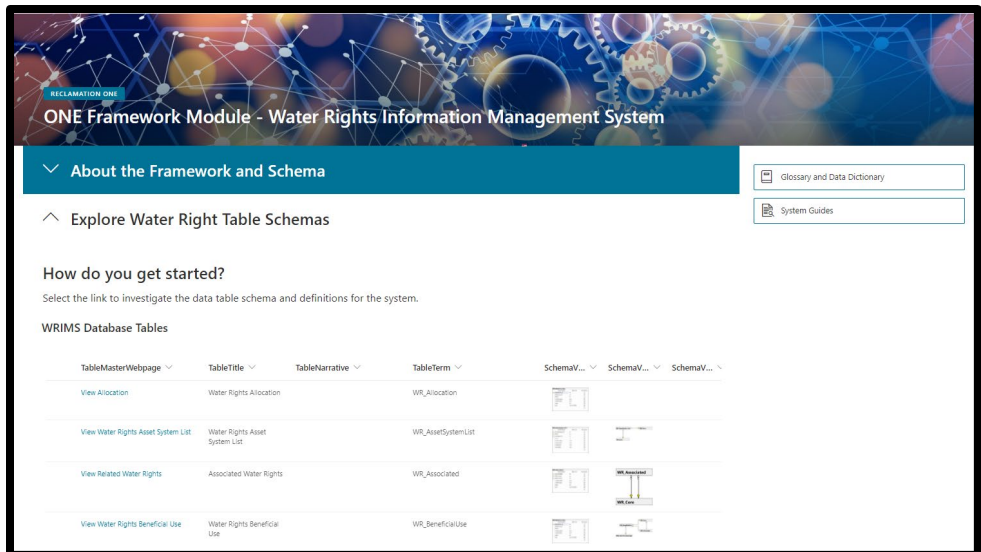 RECLAMATION ONE
ONE Framework Module - Water Rights Information Management System
About the Framework and Schema
Glossary and Data Dictionary
Explore Water Right Table Schemas
System Guides
How do you get started?
Select the link to investigate the data table schema and definitions for the system.
WRIMS Database Tables
TableMasterWebpage TableTitle TableNarrative TableTerm SchemaV... SchemaV... SchemaV...
View Allocation Water Rights Allocation WR_Allocation
View Water Rights Asset System List Water Rights Asset WR_AssetSystemList
System List
View Related Water Rights Associated Water Rights WR_Associated WR_Associated
WR_Core
View Water Rights Beneficial Use Water Rights Beneficial WR_BeneficialUse
Use